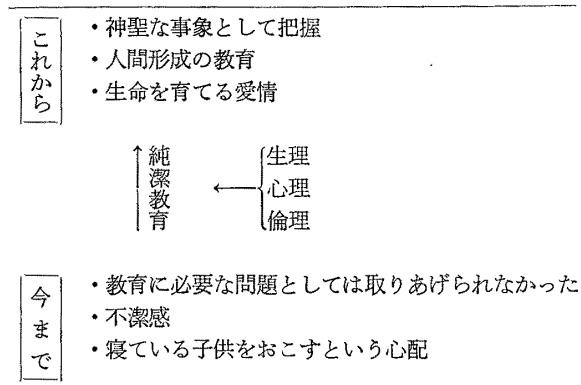 これから
・神聖な事象として把握
・人間形成の教育
・生命を育てる愛情
純潔教育
生理
心理
倫理
今まで
・教育に必要な問題としては取りあげられなかった
・不潔感
・寝ている子供をおこすという心配